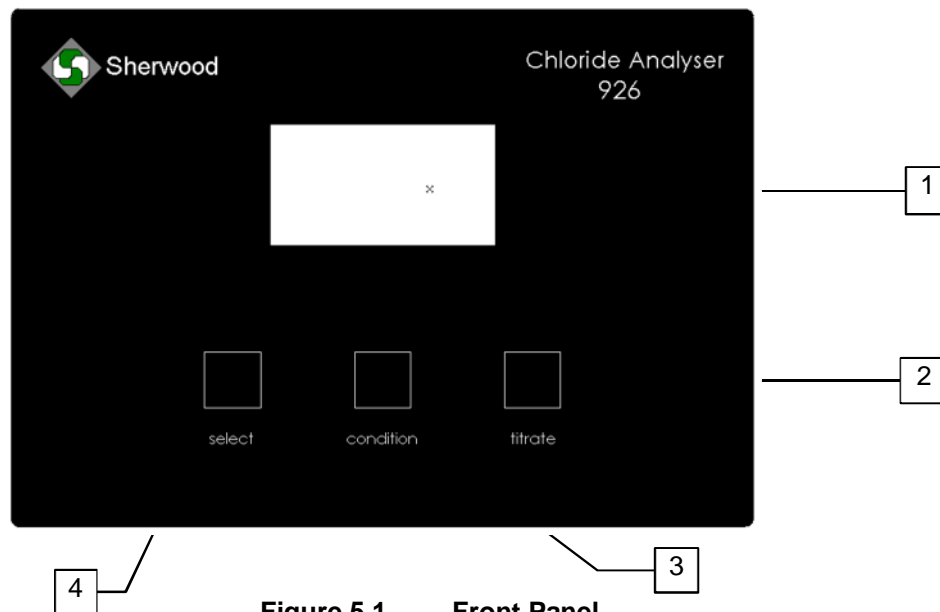 Sherwood
Chloride Analyser
926
1
2
select
condition
titrate
3
4
Figure 5.1 Front Panel